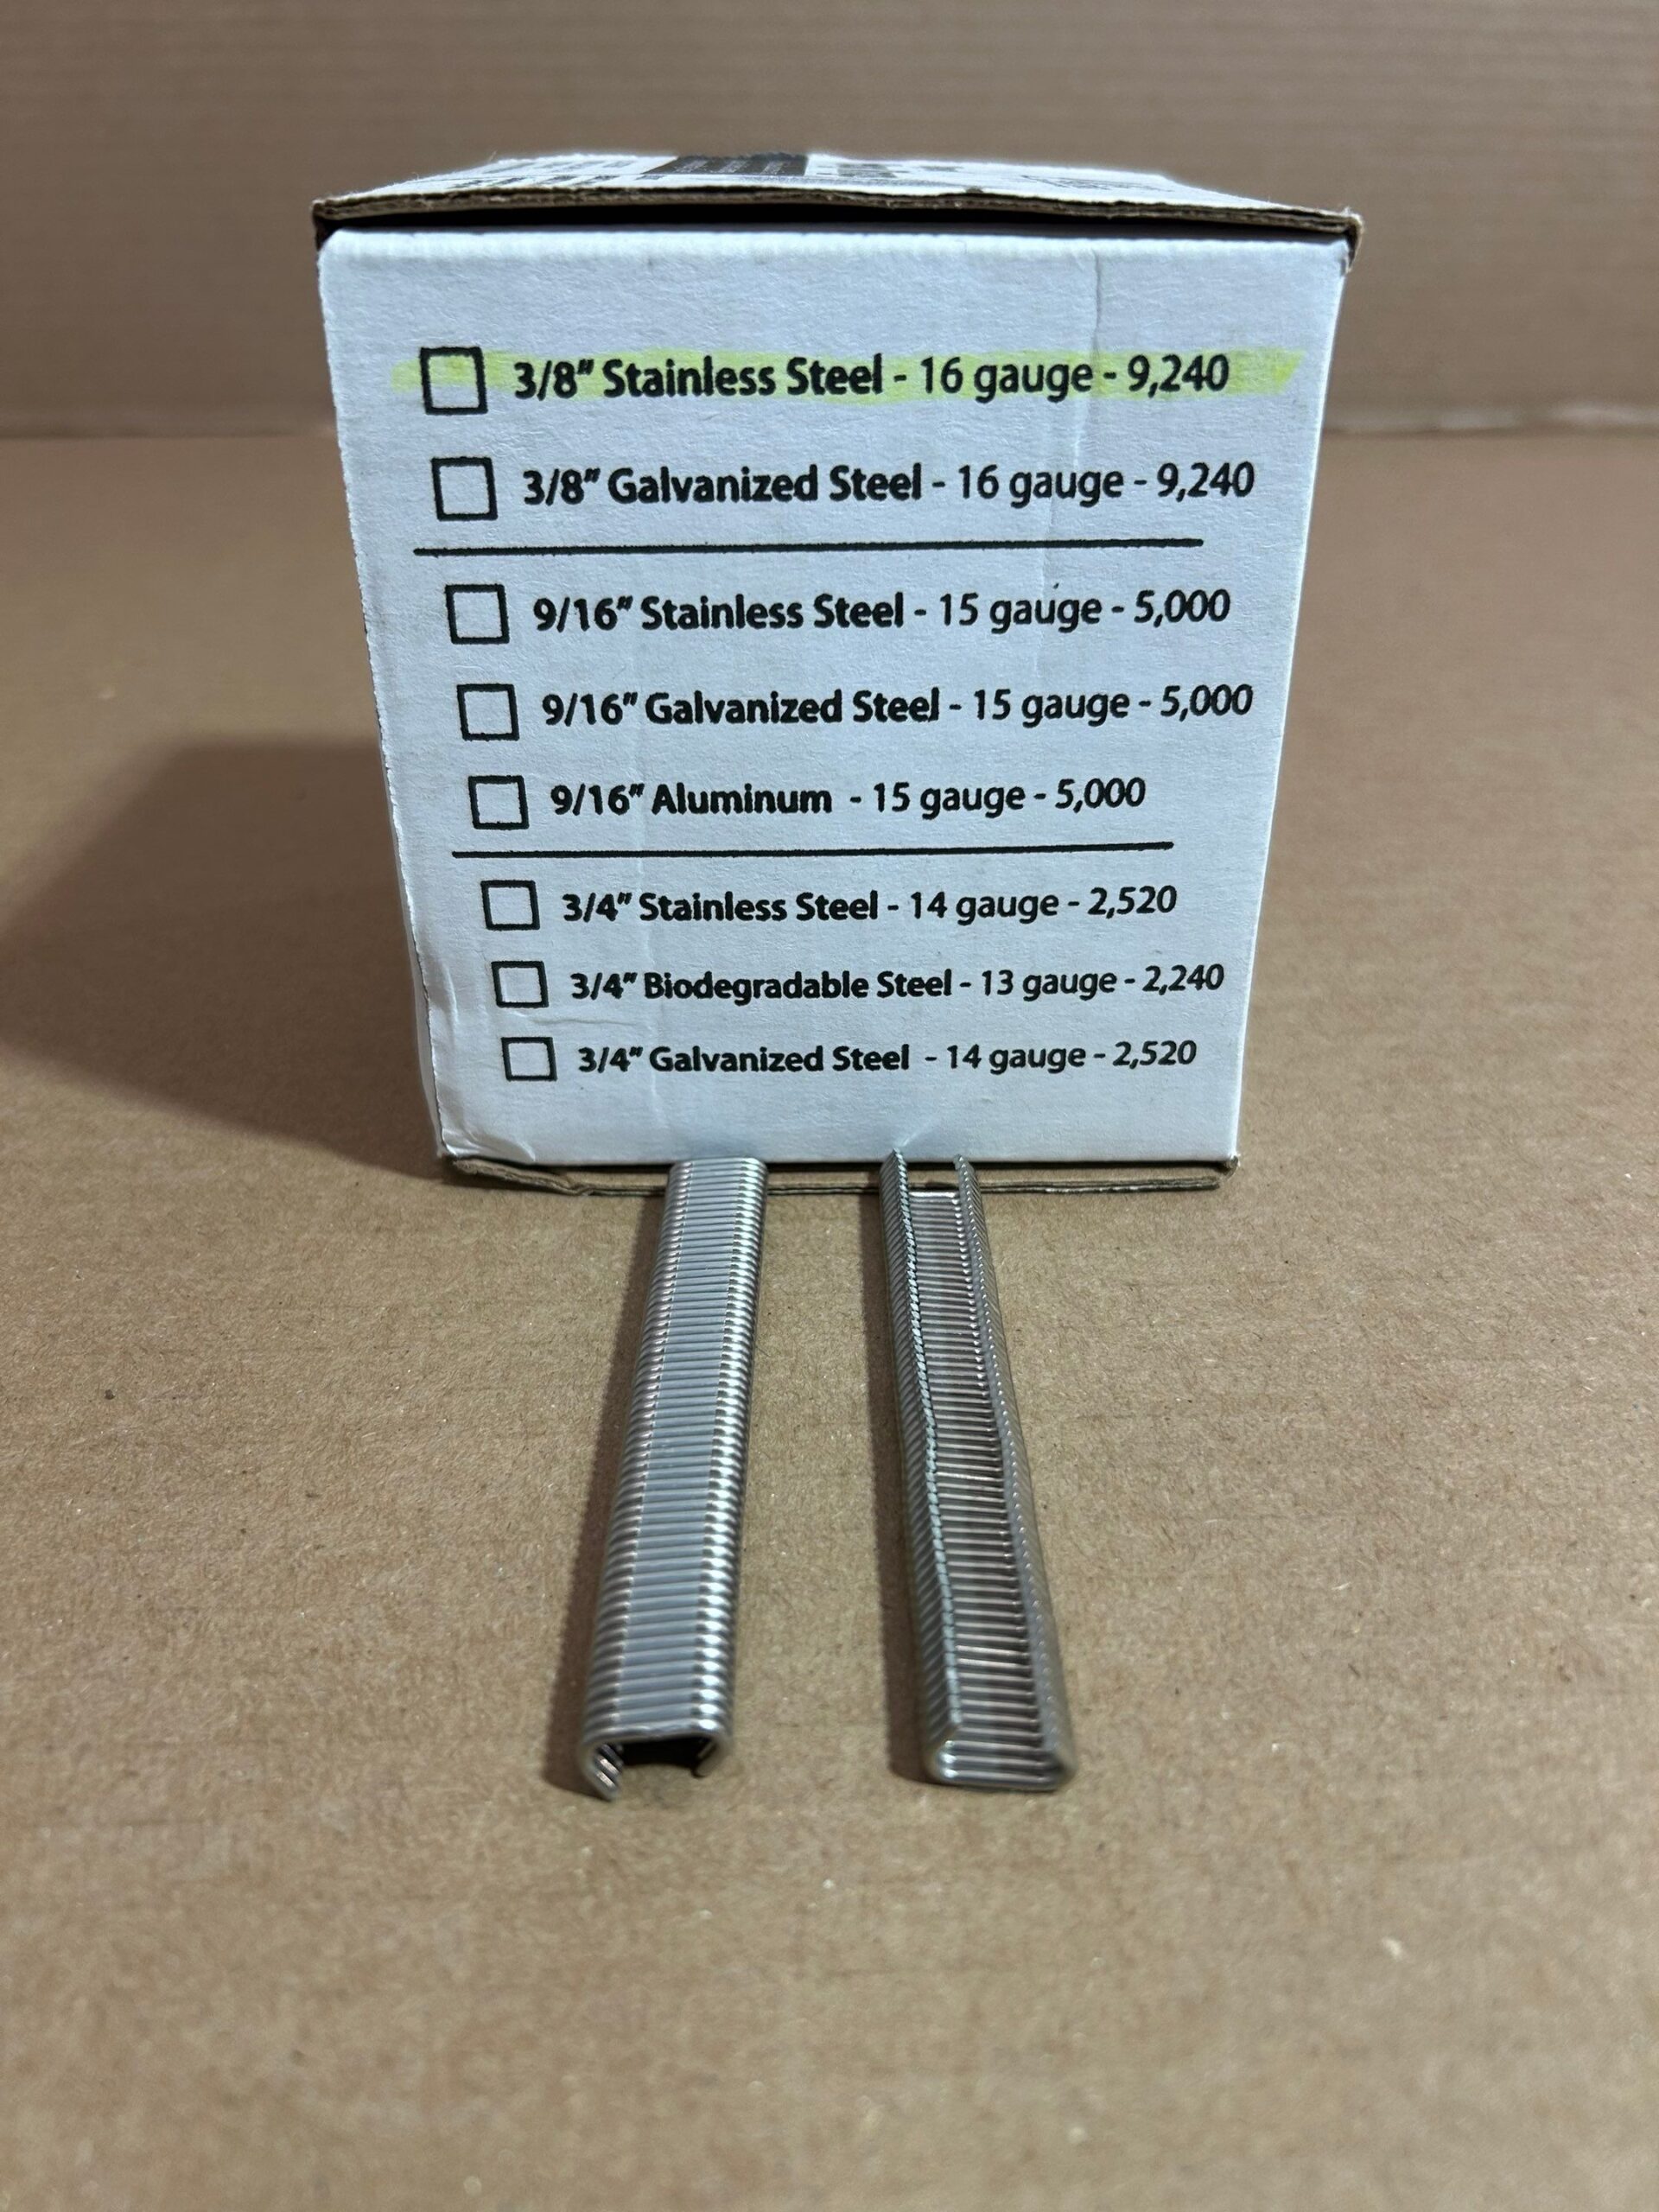 3/8" Stainless Steel - 16 gauge - 9,240
3/8" Galvanized Steel - 16 gauge - 9,240
9/16" Stainless Steel - 15 gauge - 5,000
9/16" Galvanized Steel - 15 gauge - 5,000
9/16" Aluminum - 15 gauge - 5,000
3/4" Stainless Steel - 14 gauge - 2,520
3/4" Biodegradable Steel - 13 gauge - 2,240
3/4" Galvanized Steel - 14 gauge - 2,520